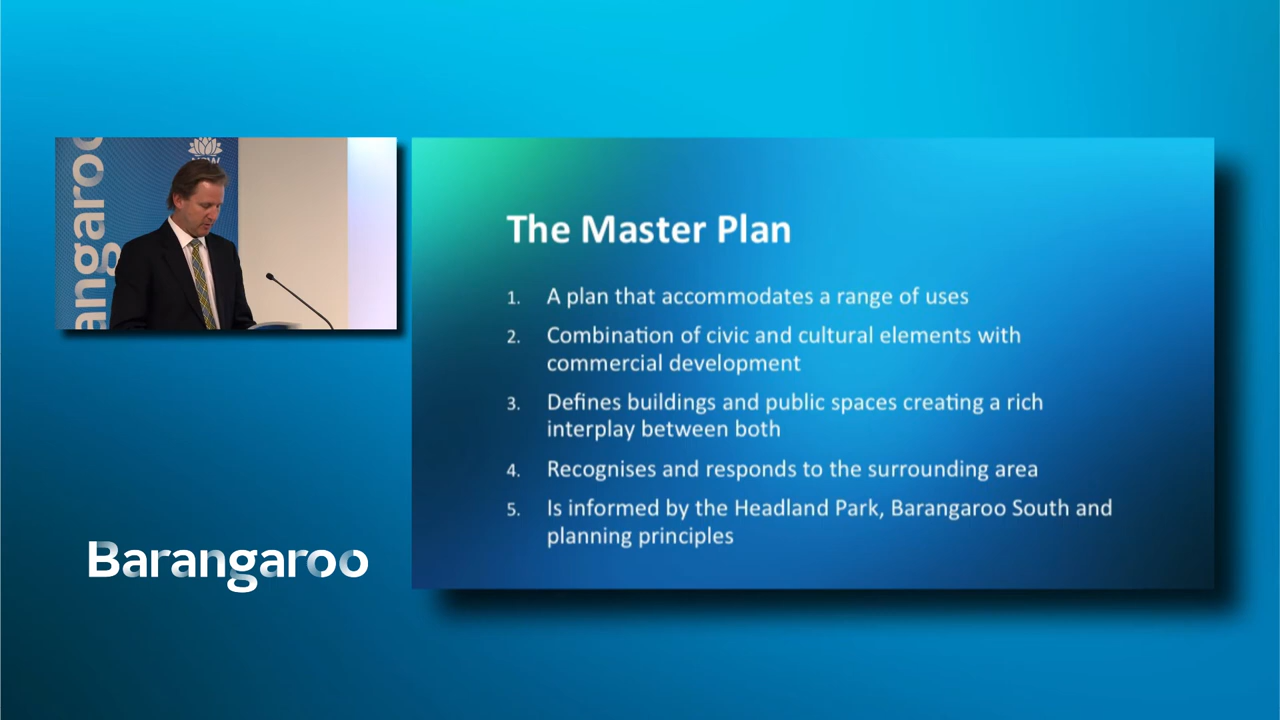 angaroo
NSW
The Master Plan
1. A plan that accommodates a range of uses
2. Combination of civic and cultural elements with
commercial development
3. Defines buildings and public spaces creating a rich
interplay between both
4. Recognises and responds to the surrounding area
5. Is informed by the Headland Park, Barangaroo South and
planning principles
Barangaroo